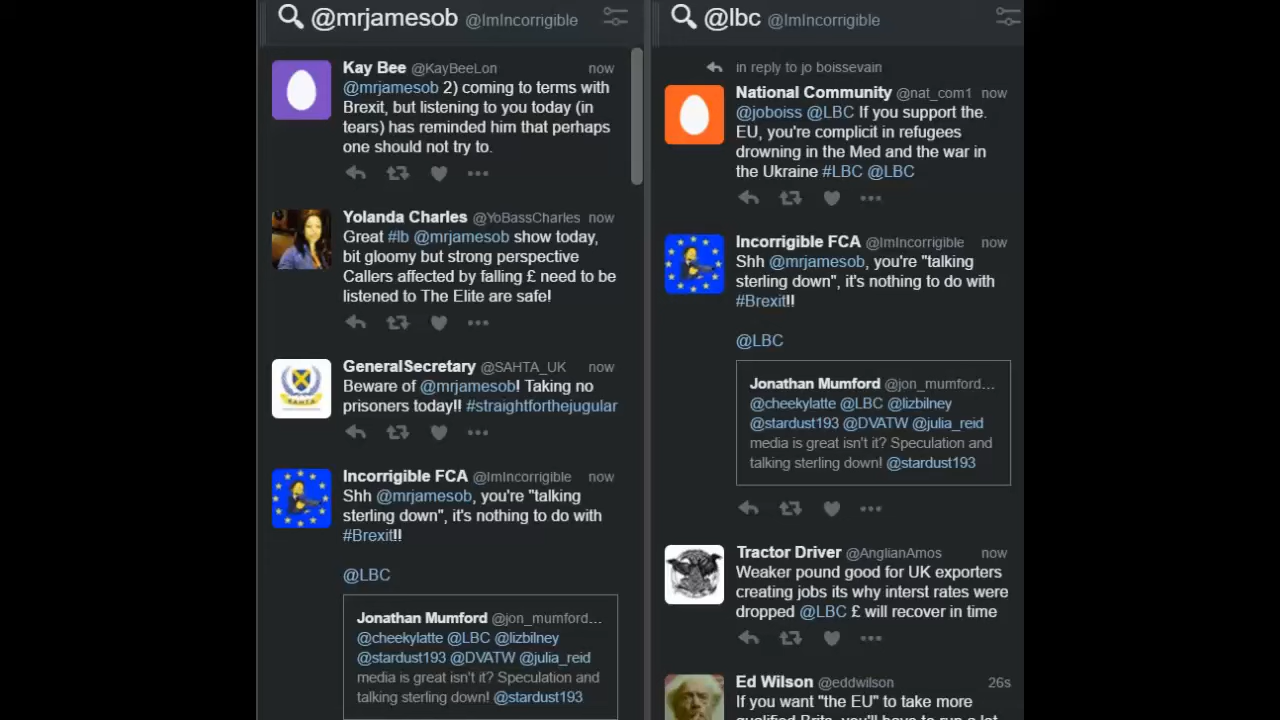 @mrjamesob @ImIncorrigible
Kay Bee @KayBeeLon now
@mrjamesob 2) coming to terms with
Brexit, but listening to you today (in
tears) has reminded him that perhaps
one should not try to.
Yolanda Charles @YoBassCharles now
Great #lb @mrjamesob show today,
bit gloomy but strong perspective
Callers affected by falling £ need to be
listened to The Elite are safe!
GeneralSecretary @SAHTA_UK now
Beware of @mrjamesob! Taking no
prisoners today!! #straightforthejugular
Incorrigible FCA @ImIncorrigible now
Shh @mrjamesob, you're "talking
sterling down", it's nothing to do with
#Brexit!!
@LBC
Jonathan Mumford @jon_mumford...
@cheekylatte @LBC @lizbilney
@stardust193 @DVATW @julia_reid
media is great isn't it? Speculation and
talking sterling down! @stardust193
@lbc @ImIncorrigible
in reply to jo boissevain
National Community @nat_com1 now
@joboiss @LBC If you support the.
EU, you're complicit in refugees
drowning in the Med and the war in
the Ukraine #LBC @LBC
Incorrigible FCA @ImIncorrigible now
Shh @mrjamesob, you're "talking
sterling down", it's nothing to do with
#Brexit!!
@LBC
Jonathan Mumford @jon_mumford...
@cheekylatte @LBC @lizbilney
@stardust193 @DVATW @julia_reid
media is great isn't it? Speculation and
talking sterling down! @stardust193
Tractor Driver @AnglianAmos now
Weaker pound good for UK exporters
creating jobs its why interst rates were
dropped @LBC £ will recover in time
Ed Wilson @eddwilson 26s
If you want "the EU" to take more
qualified Brits, you'll have to run a lot